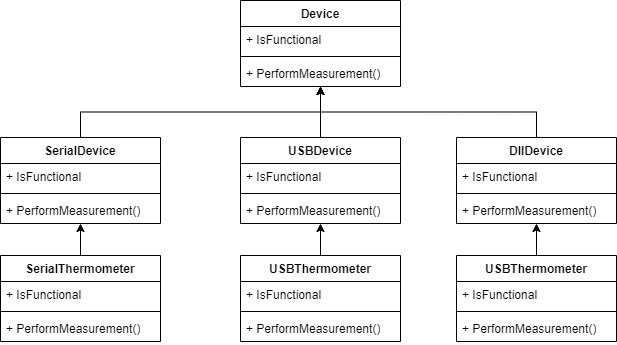 Device
+ IsFunctional
+ PerformMeasurement()
SerialDevice
+ IsFunctional
+ PerformMeasurement()
USBDevice
+ IsFunctional
+ PerformMeasurement()
DllDevice
+ IsFunctional
+ PerformMeasurement()
SerialThermometer
+ IsFunctional
+ PerformMeasurement()
USBThermometer
+ IsFunctional
+ PerformMeasurement()
USBThermometer
+ IsFunctional
+ PerformMeasurement()